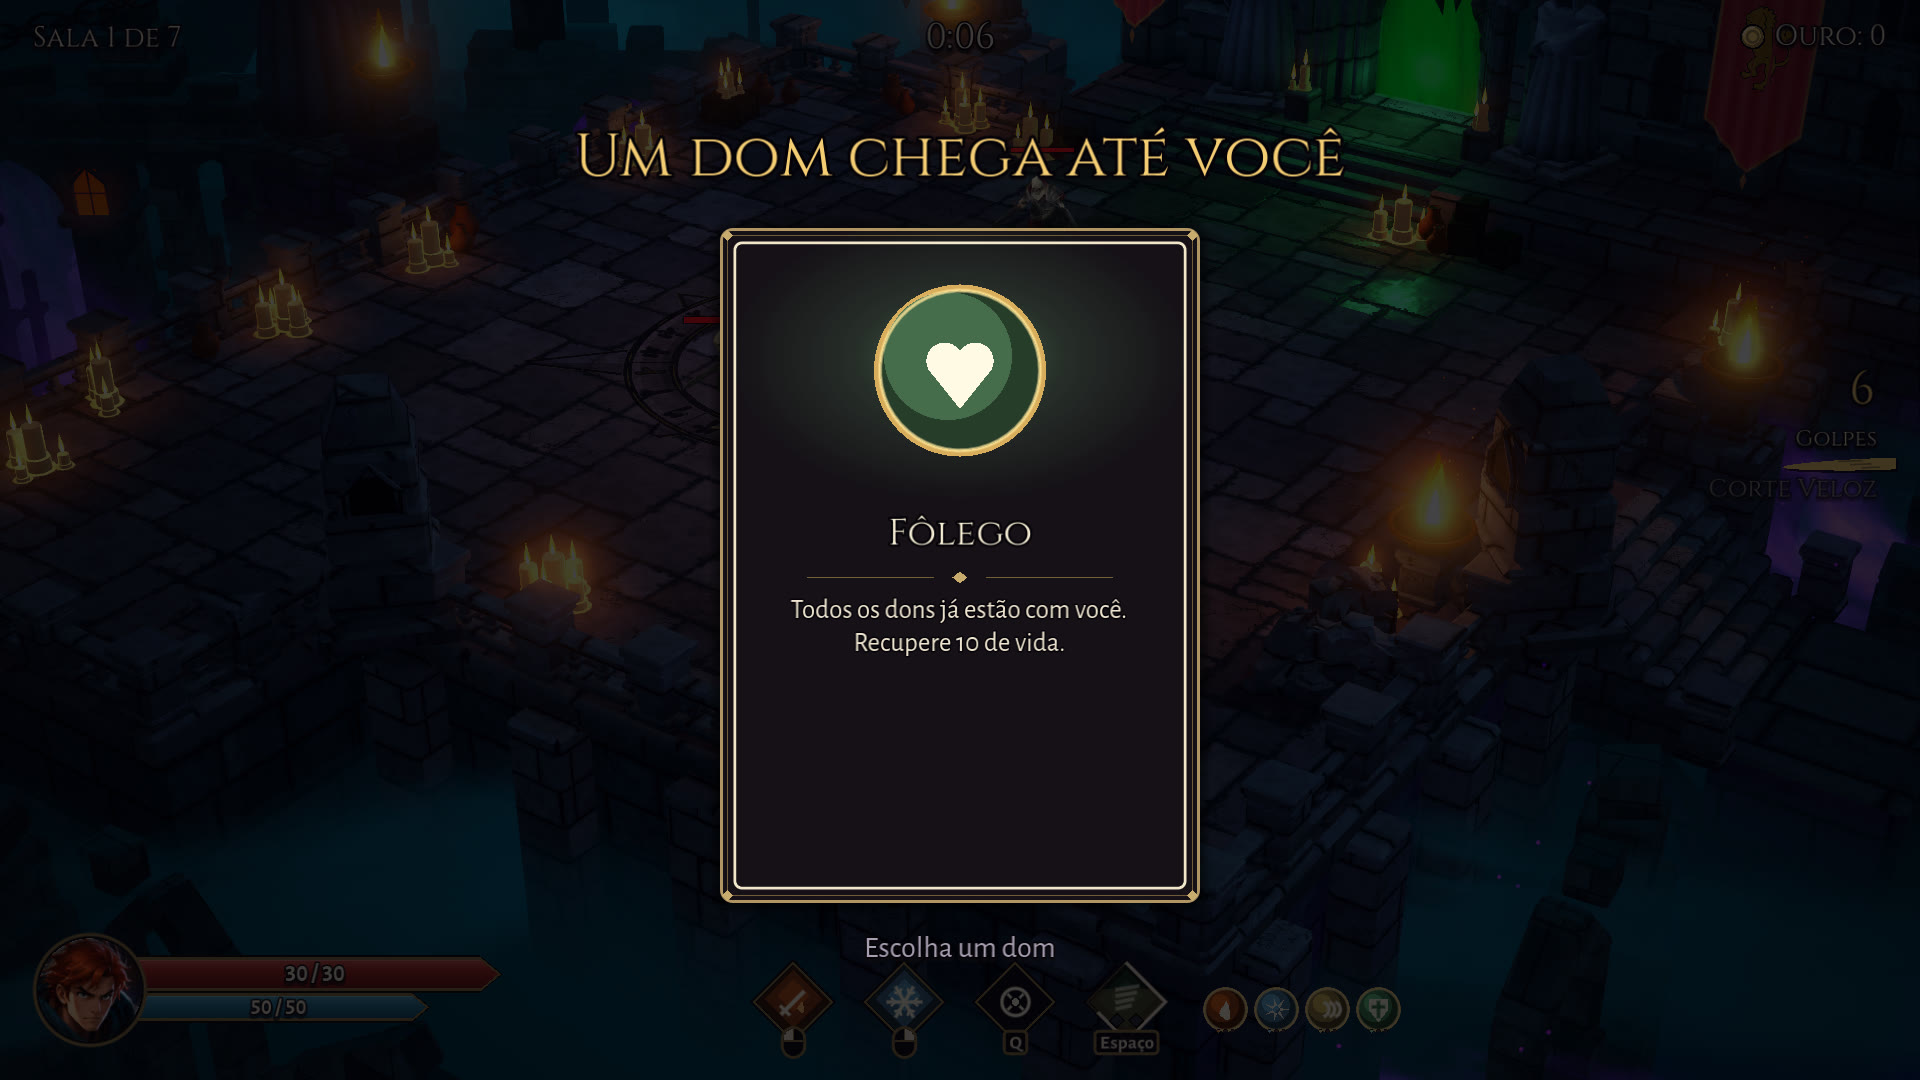 Sala 1 de 7
0:06
Ouro: 0
Um dom chega até você
6
Golpes
Corte Veloz
Fôlego
Todos os dons já estão com você.
Recupere 10 de vida.
Escolha um dom
30/30
50/50
Q
Espaço